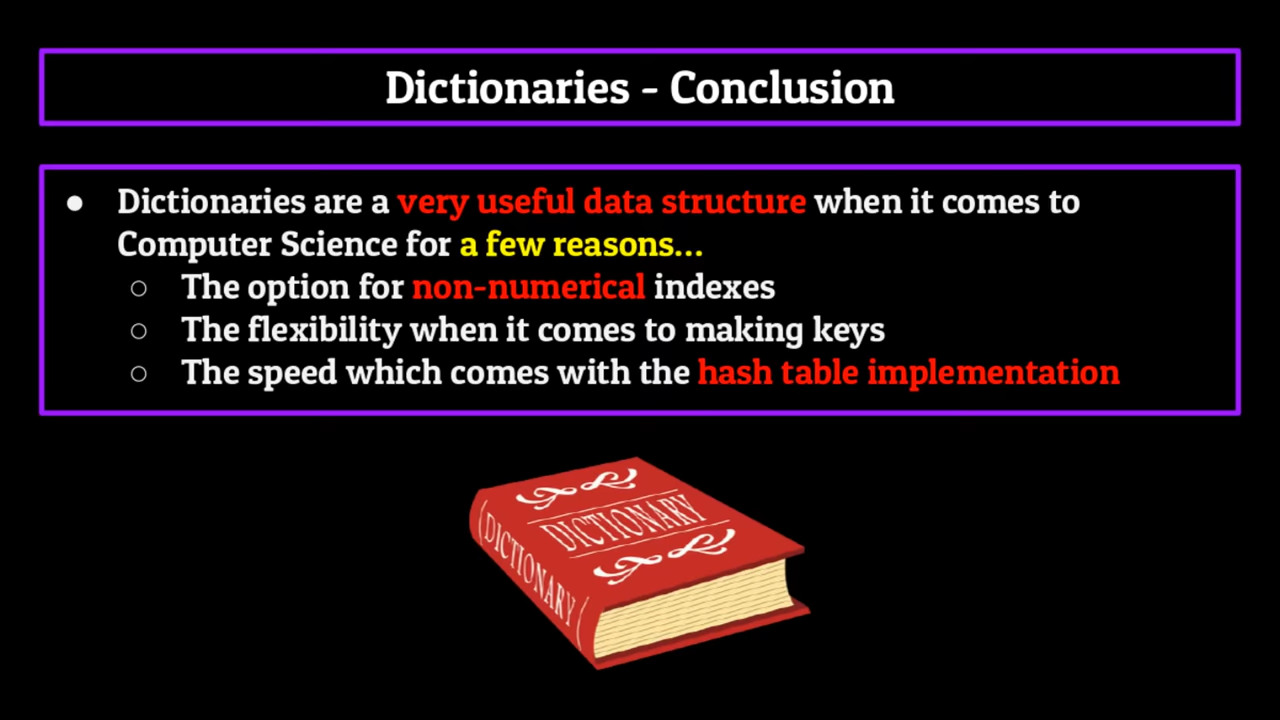 Dictionaries - Conclusion
● Dictionaries are a very useful data structure when it comes to
Computer Science for a few reasons...
○ The option for non-numerical indexes
○ The flexibility when it comes to making keys
○ The speed which comes with the hash table implementation
DICTIONARY
DICTIONARY